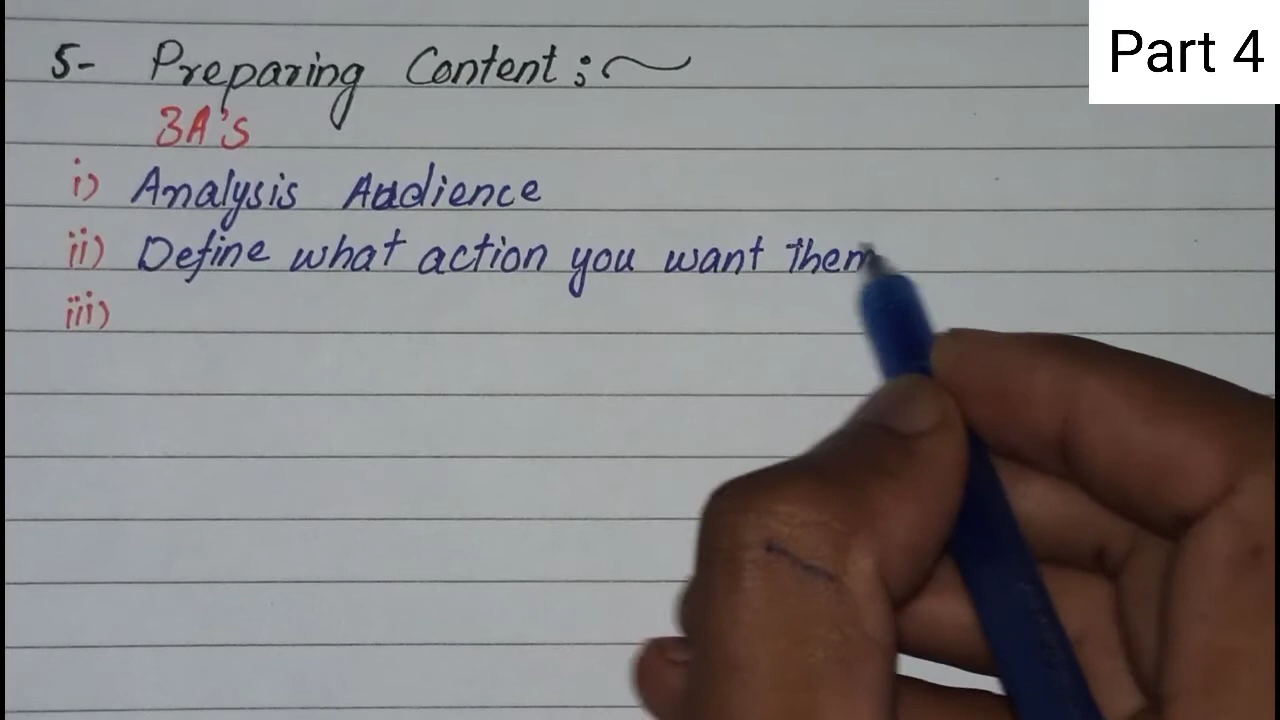 Part 4
5- Preparing Content :~
3A's
i) Analysis Audience
ii) Define what action you want them
iii)